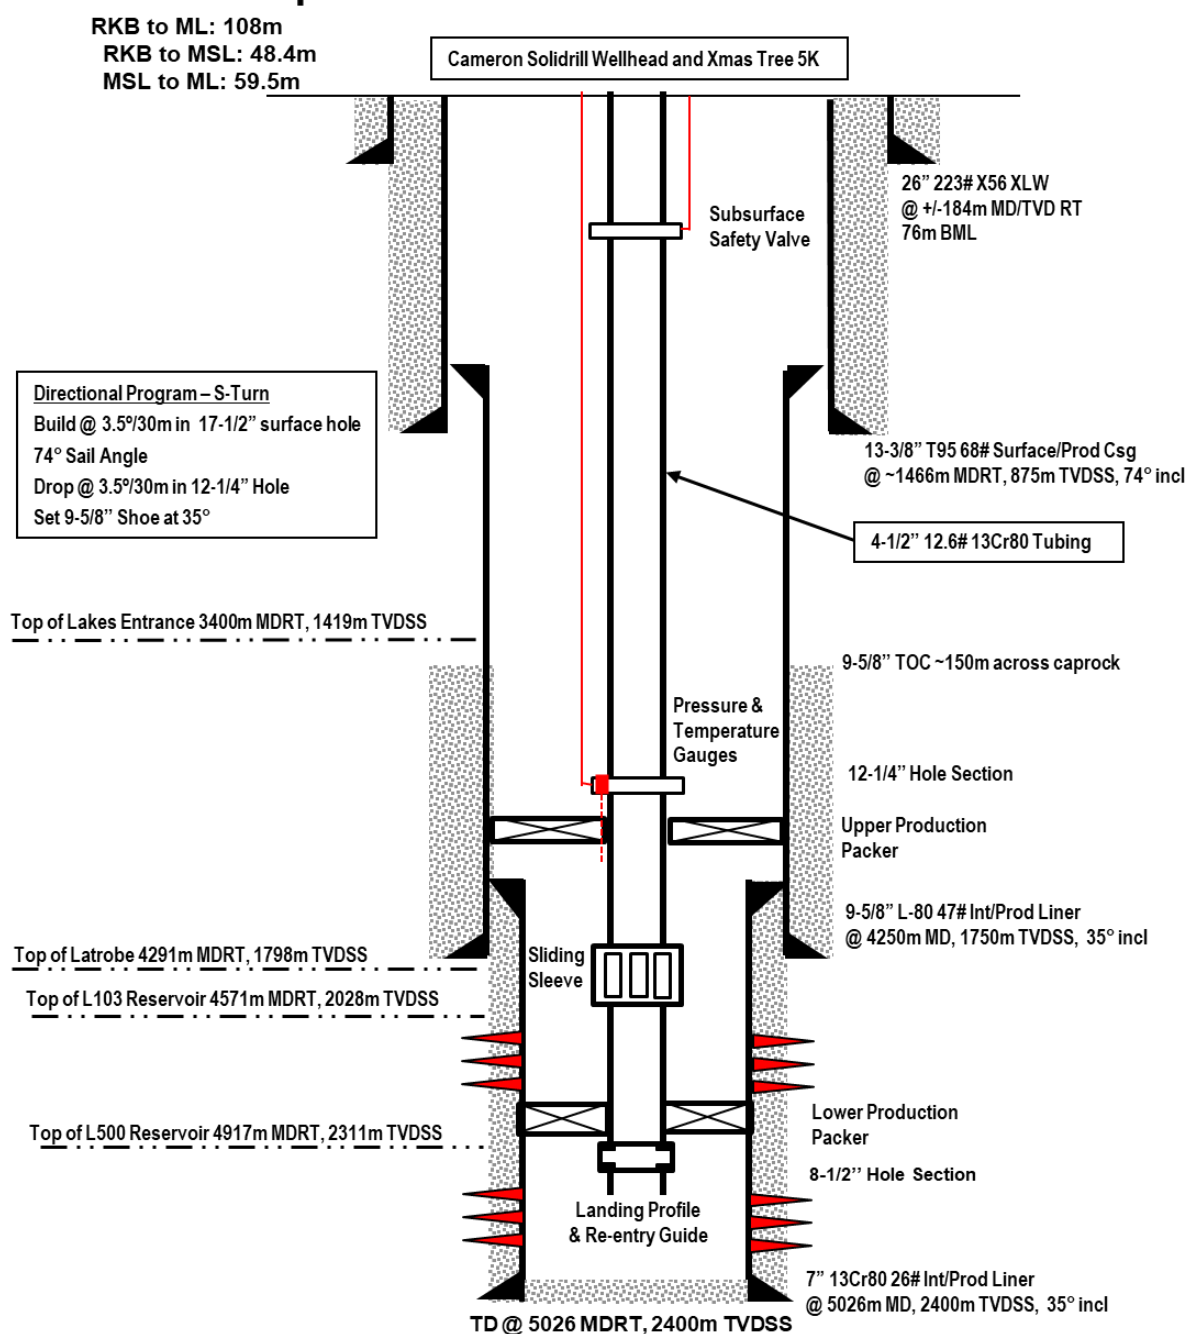 RKB to ML: 108m
RKB to MSL: 48.4m
MSL to ML: 59.5m
Cameron Solidrill Wellhead and Xmas Tree 5K
26” 223# X56 XLW
@ +/-184m MD/TVD RT
76m BML
Subsurface
Safety Valve
Directional Program – S-Turn
Build @ 3.5º/30m in 17-1/2” surface hole
74° Sail Angle
Drop @ 3.5º/30m in 12-1/4” Hole
Set 9-5/8” Shoe at 35°
13-3/8” T95 68# Surface/Prod Csg
@ ~1466m MDRT, 875m TVDSS, 74° incl
4-1/2” 12.6# 13Cr80 Tubing
Top of Lakes Entrance 3400m MDRT, 1419m TVDSS
9-5/8” TOC ~150m across caprock
Pressure &
Temperature
Gauges
12-1/4” Hole Section
Upper Production
Packer
9-5/8” L-80 47# Int/Prod Liner
@ 4250m MD, 1750m TVDSS, 35° incl
Top of Latrobe 4291m MDRT, 1798m TVDSS
Sliding
Sleeve
Top of L103 Reservoir 4571m MDRT, 2028m TVDSS
Lower Production
Packer
Top of L500 Reservoir 4917m MDRT, 2311m TVDSS
8-1/2’’ Hole Section
Landing Profile
& Re-entry Guide
7” 13Cr80 26# Int/Prod Liner
@ 5026m MD, 2400m TVDSS, 35° incl
TD @ 5026 MDRT, 2400m TVDSS